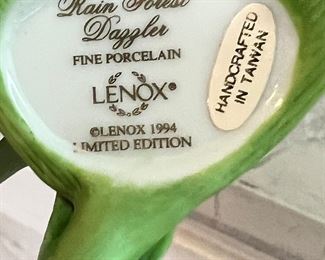 Rain Forest
Dazzler
FINE PORCELAIN
LENOX®
©LENOX 1994
LIMITED EDITION
HANDCRAFTED
IN TAIWAN